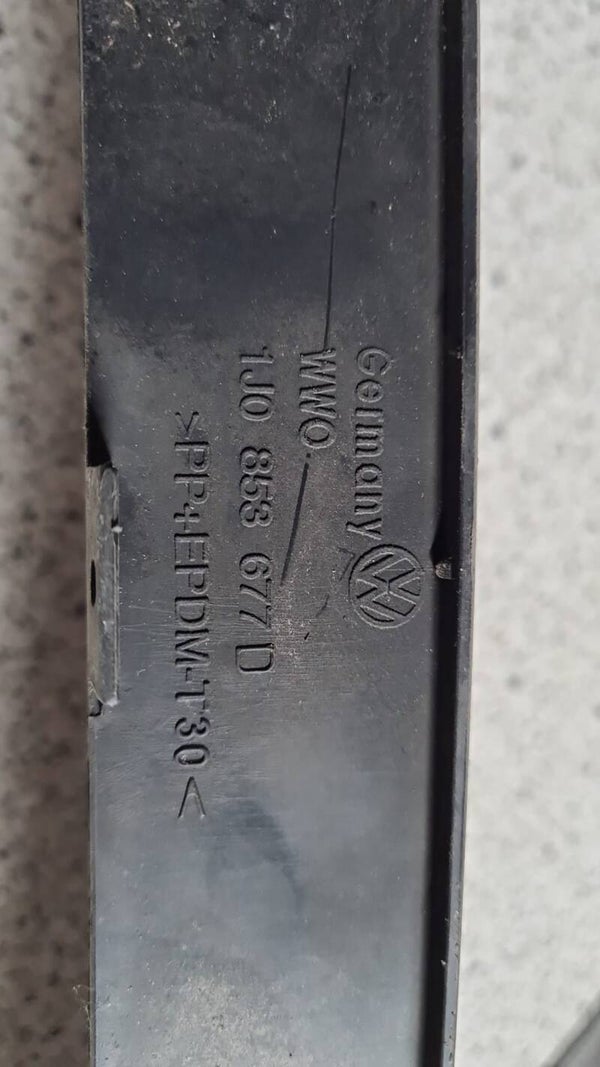 Germany
WWO.
1J0 853 677 D
>PP+EPDM-T30<